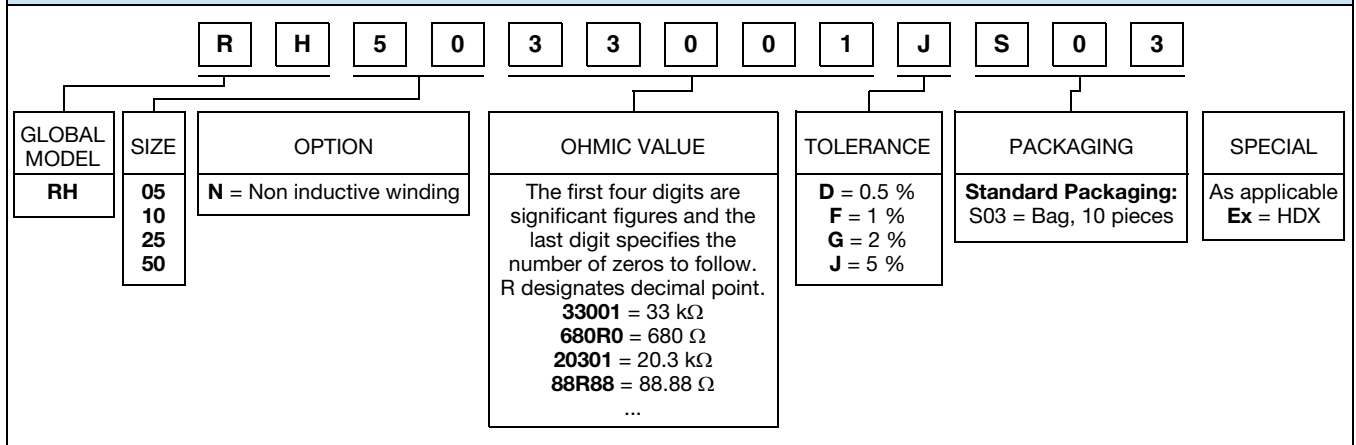 R H 5 0 3 3 0 0 1 J S 0 3
GLOBAL MODEL
RH
SIZE
05
10
25
50
OPTION
N = Non inductive winding
OHMIC VALUE
The first four digits are
significant figures and the
last digit specifies the
number of zeros to follow.
R designates decimal point.
33001 = 33 kΩ
680R0 = 680 Ω
20301 = 20.3 kΩ
88R88 = 88.88 Ω
...
TOLERANCE
D = 0.5 %
F = 1 %
G = 2 %
J = 5 %
PACKAGING
Standard Packaging:
S03 = Bag, 10 pieces
SPECIAL
As applicable
Ex = HDX